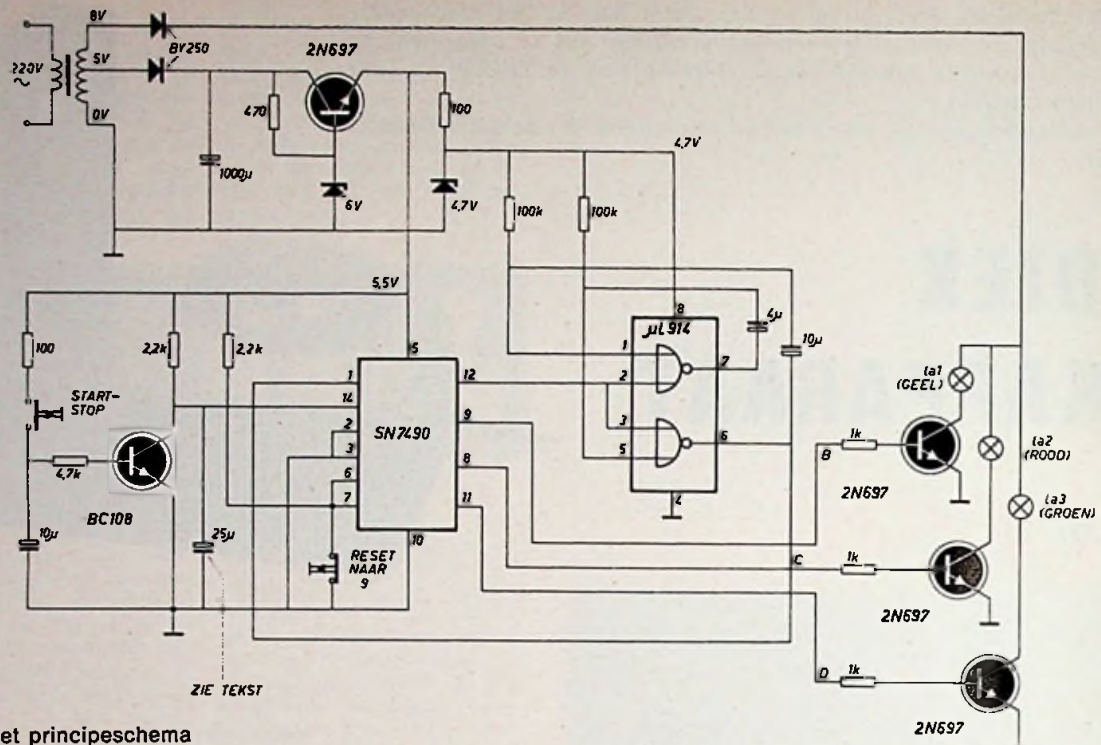 8V
BY250
2N697
220V
~
5V
0V
470
100
1000µ
6V
4,7V
4,7V
100k
100k
5,5V
8
µL914
4µ
10µ
100
2,2k
2,2k
5
1
7
2
START-
STOP
1
12
14
9
SN7490
2
3
3
8
5
6
6
4,7k
7
11
4
BC108
10
10µ
25µ
RESET
NAAR
9
ZIE TEKST
la1
(GEEL)
1k
B
la2
(ROOD)
2N697
la3
(GROEN)
C
1k
2N697
D
1k
2N697
et principeschema